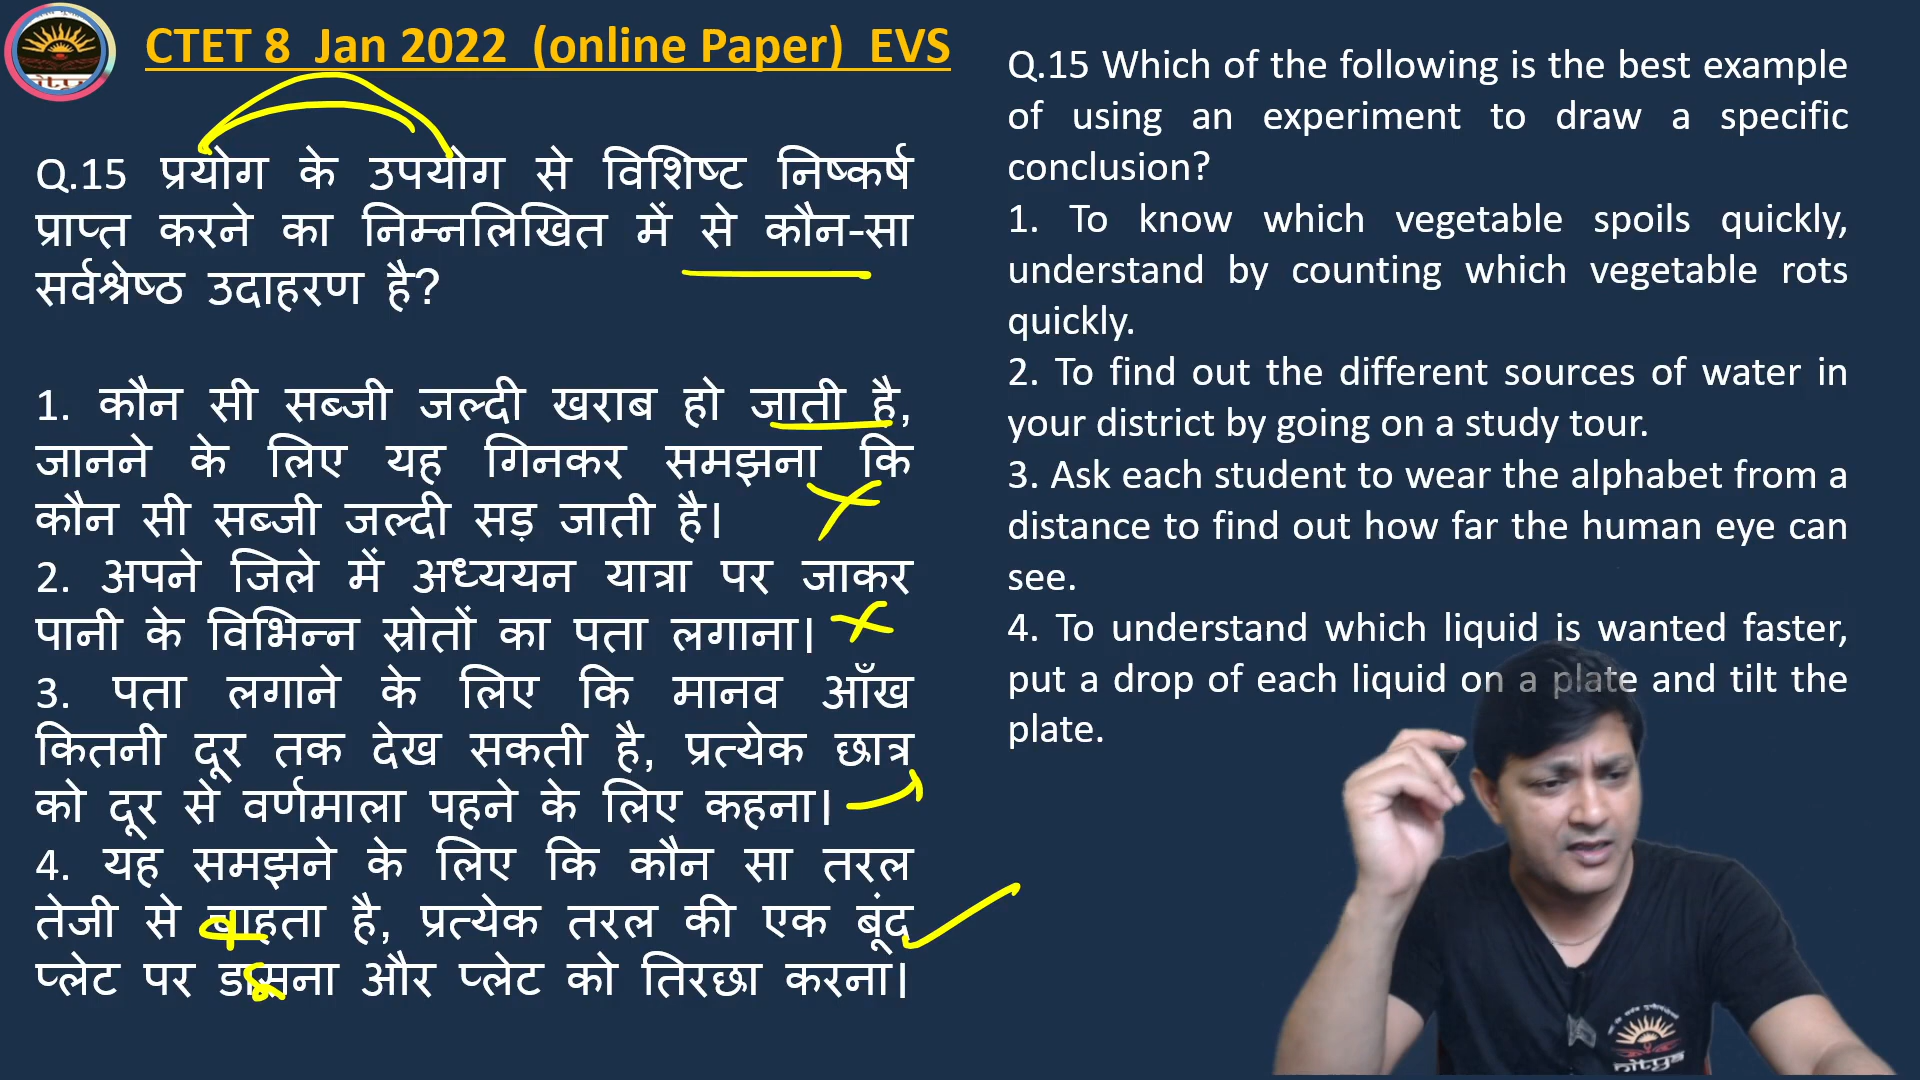 CTET 8 Jan 2022 (online Paper) EVS
Q.15 प्रयोग के उपयोग से विशिष्ट निष्कर्ष
प्राप्त करने का निम्नलिखित में से कौन-सा
सर्वश्रेष्ठ उदाहरण है?
1. कौन सी सब्जी जल्दी खराब हो जाती है,
जानने के लिए यह गिनकर समझना कि
कौन सी सब्जी जल्दी सड़ जाती है।
2. अपने जिले में अध्ययन यात्रा पर जाकर
पानी के विभिन्न स्रोतों का पता लगाना।
3. पता लगाने के लिए कि मानव आँख
कितनी दूर तक देख सकती है, प्रत्येक छात्र
को दूर से वर्णमाला पहने के लिए कहना।
4. यह समझने के लिए कि कौन सा तरल
तेजी से चाहता है, प्रत्येक तरल की एक बूंद
प्लेट पर और प्लेट को तिरछा करना।
Q.15 Which of the following is the best example
of using an experiment to draw a specific
conclusion?
1. To know which vegetable spoils quickly,
understand by counting which vegetable rots
quickly.
2. To find out the different sources of water in
your district by going on a study tour.
3. Ask each student to wear the alphabet from a
distance to find out how far the human eye can
see.
4. To understand which liquid is wanted faster,
put a drop of each liquid on a plate and tilt the
plate.
nitya